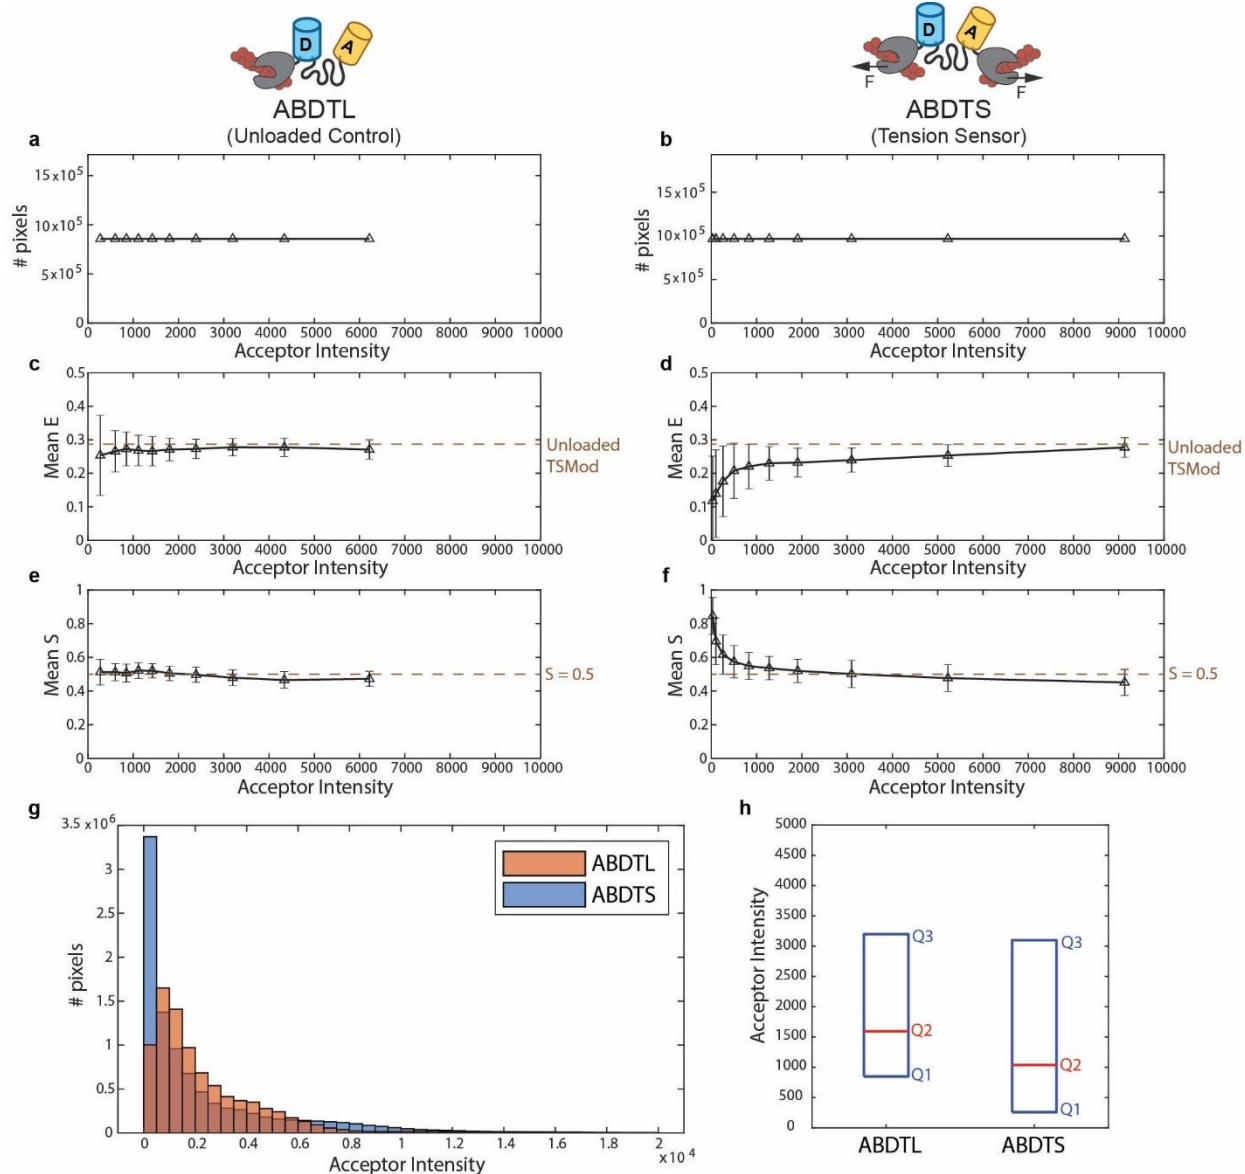 D A
ABDTL
(Unloaded Control)
D A
F
F
ABDTS
(Tension Sensor)
a
# pixels
15x10⁵
10x10⁵
5x10⁵
0
0 1000 2000 3000 4000 5000 6000 7000 8000 9000 10000
Acceptor Intensity
b
# pixels
15x10⁵
10x10⁵
5x10⁵
0
0 1000 2000 3000 4000 5000 6000 7000 8000 9000 10000
Acceptor Intensity
c
Mean E
0.5
0.4
0.3
0.2
0.1
0
Unloaded
TSMod
0 1000 2000 3000 4000 5000 6000 7000 8000 9000 10000
Acceptor Intensity
d
Mean E
0.5
0.4
0.3
0.2
0.1
0
Unloaded
TSMod
0 1000 2000 3000 4000 5000 6000 7000 8000 9000 10000
Acceptor Intensity
e
Mean S
1
0.8
0.6
0.4
0.2
0
S = 0.5
0 1000 2000 3000 4000 5000 6000 7000 8000 9000 10000
Acceptor Intensity
f
Mean S
1
0.8
0.6
0.4
0.2
0
S = 0.5
0 1000 2000 3000 4000 5000 6000 7000 8000 9000 10000
Acceptor Intensity
g
# pixels
3.5 x10⁶
3
2.5
2
1.5
1
0.5
0
ABDTL
ABDTS
0 0.2 0.4 0.6 0.8 1 1.2 1.4 1.6 1.8 2
x10⁴
Acceptor Intensity
h
Acceptor Intensity
5000
4500
4000
3500
3000
2500
2000
1500
1000
500
0
Q3
Q2
Q1
Q3
Q2
Q1
ABDTL ABDTS